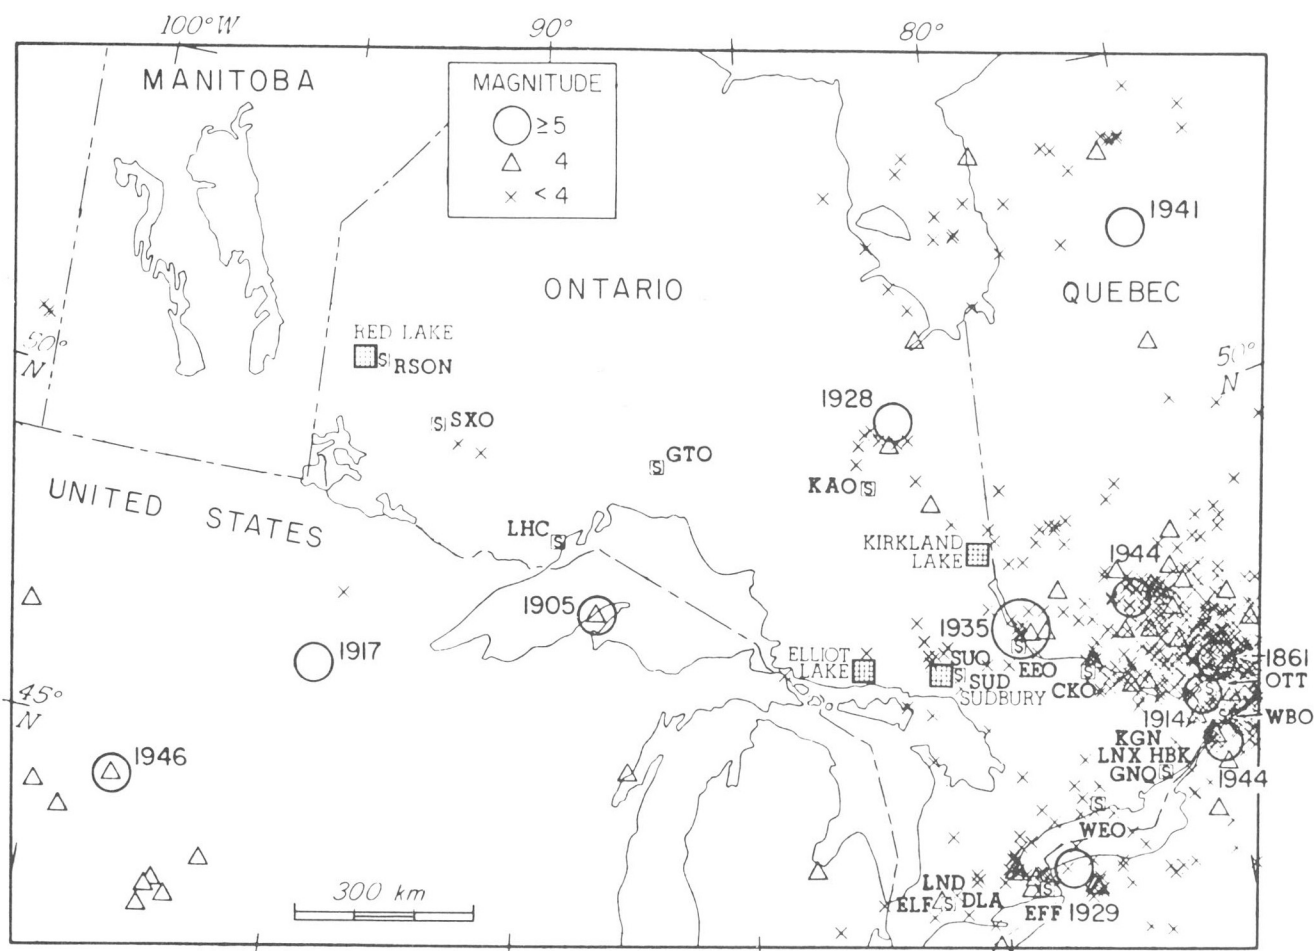 100°W
90°
80°
MANITOBA
MAGNITUDE
≥5
4
<4
1941
ONTARIO
QUEBEC
RED LAKE
S RSON
50°
N
50°
N
1928
S SXO
GTO
S
KAO S
UNITED STATES
LHC
S
KIRKLAND
LAKE
1944
1905
1935
1917
ELLIOT
LAKE
SUQ
S
EEO
S SUD
SUDBURY
S
CKO
1861
OTT
S
45°
N
1914
S
WBO
KGN
LNX HBK
GNQ S
1944
1946
S
WEO
LND
ELF S DLA
S
EFF 1929
300 km